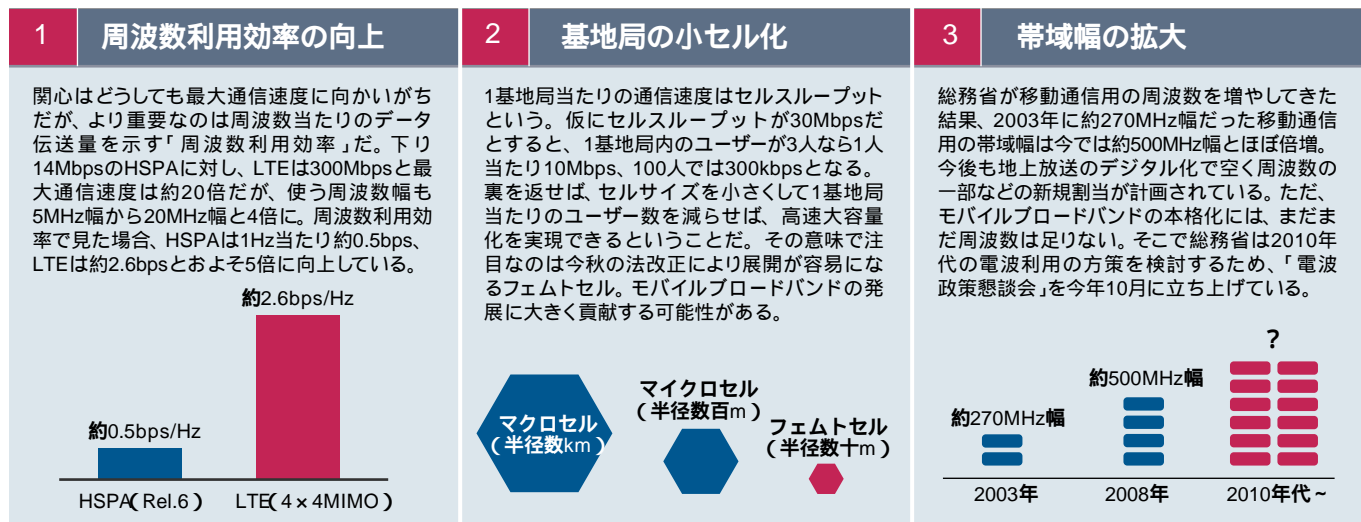 1 周波数利用効率の向上
関心はどうしても最大通信速度に向かいがち
だが、より重要なのは周波数当たりのデータ
伝送量を示す「周波数利用効率」だ。下り
14MbpsのHSPAに対し、LTEは300Mbpsと最
大通信速度は約20倍だが、使う周波数幅も
5MHz幅から20MHz幅と4倍に。周波数利用効
率で見た場合、HSPAは1Hz当たり約0.5bps、
LTEは約2.6bpsとおよそ5倍に向上している。
約2.6bps/Hz
約0.5bps/Hz
HSPA(Rel.6)
LTE(4×4MIMO)
2 基地局の小セル化
1基地局当たりの通信速度はセルスループット
という。仮にセルスループットが30Mbpsだ
とすると、1基地局内のユーザーが3人なら1人
当たり10Mbps、100人では300kbpsとなる。
裏を返せば、セルサイズを小さくして1基地局
当たりのユーザー数を減らせば、高速大容量
化を実現できるということだ。その意味で注
目なのは今秋の法改正により展開が容易にな
るフェムトセル。モバイルブロードバンドの発
展に大きく貢献する可能性がある。
マクロセル
(半径数km)
マイクロセル
(半径数百m)
フェムトセル
(半径数十m)
3 帯域幅の拡大
総務省が移動通信用の周波数を増やしてきた
結果、2003年に約270MHz幅だった移動通信
用の帯域幅は今では約500MHz幅とほぼ倍増。
今後も地上放送のデジタル化で空く周波数の
一部などの新規割当が計画されている。ただ、
モバイルブロードバンドの本格化には、まだま
だ周波数は足りない。そこで総務省は2010年
代の電波利用の方策を検討するため、「電波
政策懇談会」を今年10月に立ち上げている。
約270MHz幅
約500MHz幅
?
2003年
2008年
2010年代~